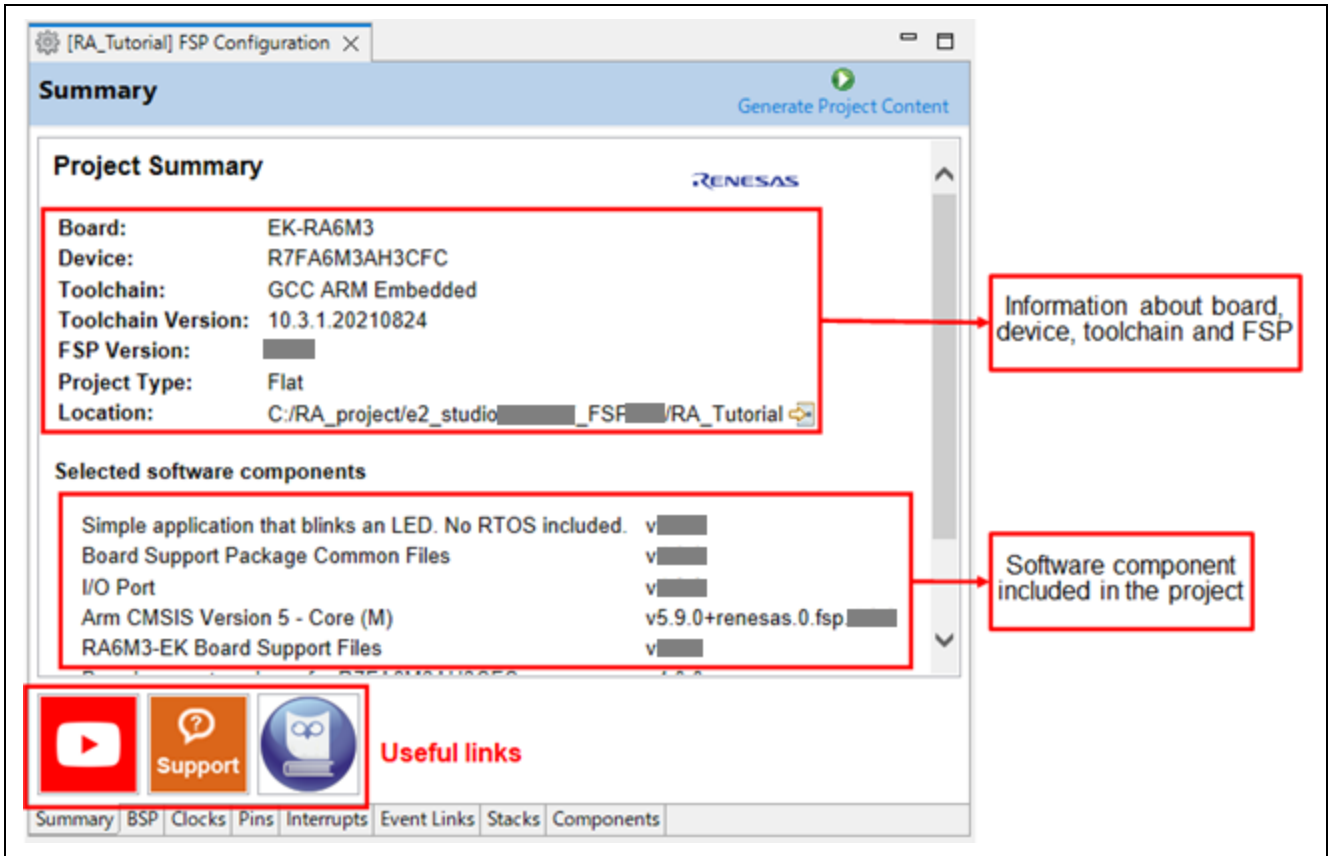 [RA_Tutorial] FSP Configuration
Summary
Generate Project Content
Project Summary
RENESAS
Board: EK-RA6M3
Device: R7FA6M3AH3CFC
Toolchain: GCC ARM Embedded
Toolchain Version: 10.3.1.20210824
FSP Version:
Project Type: Flat
Location: C:/RA_project/e2_studio _FSP /RA_Tutorial
Information about board,
device, toolchain and FSP
Selected software components
Simple application that blinks an LED. No RTOS included. v
Board Support Package Common Files v
I/O Port v
Arm CMSIS Version 5 - Core (M) v5.9.0+renesas.0.fsp.
RA6M3-EK Board Support Files v
Software component
included in the project
Support
Useful links
Summary BSP Clocks Pins Interrupts Event Links Stacks Components